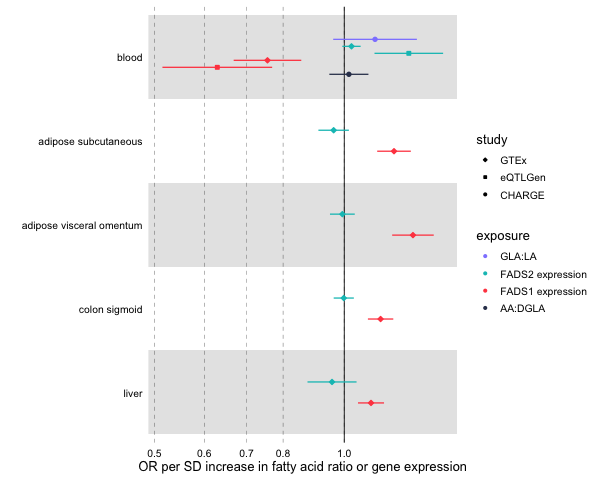 blood
adipose subcutaneous
adipose visceral omentum
colon sigmoid
liver
0.5 0.6 0.7 0.8 1.0
OR per SD increase in fatty acid ratio or gene expression
study
GTEx
eQTLGen
CHARGE
exposure
GLA:LA
FADS2 expression
FADS1 expression
AA:DGLA